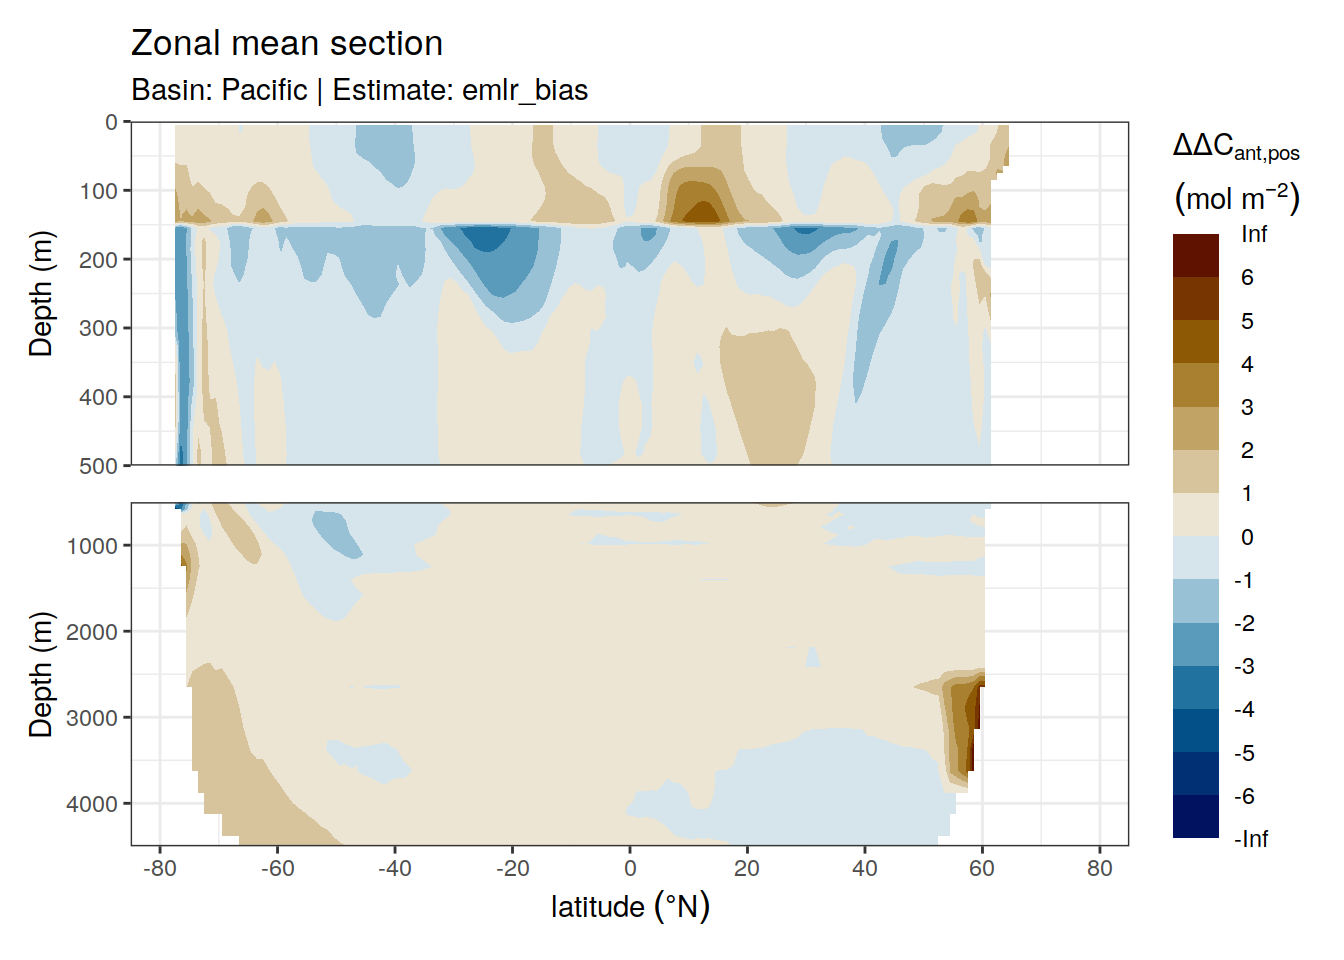 Zonal mean section
Basin: Pacific | Estimate: emlr_bias
0
100
200
300
400
500
Depth (m)
1000
2000
3000
4000
Depth (m)
-80 -60 -40 -20 0 20 40 60 80
latitude (°N)
ΔΔC_ant,pos
(mol m⁻²)
Inf
6
5
4
3
2
1
0
-1
-2
-3
-4
-5
-6
-Inf